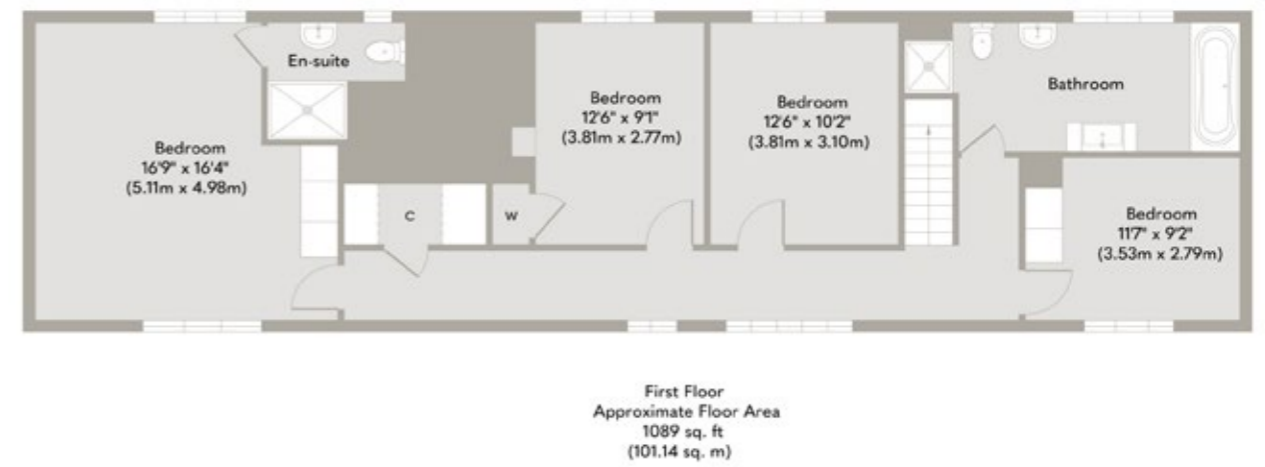 En-suite
Bedroom
16'9" x 16'4"
(5.11m x 4.98m)
C
W
Bedroom
12'6" x 9'1"
(3.81m x 2.77m)
Bedroom
12'6" x 10'2"
(3.81m x 3.10m)
Bathroom
Bedroom
11'7" x 9'2"
(3.53m x 2.79m)
First Floor
Approximate Floor Area
1089 sq. ft
(101.14 sq. m)